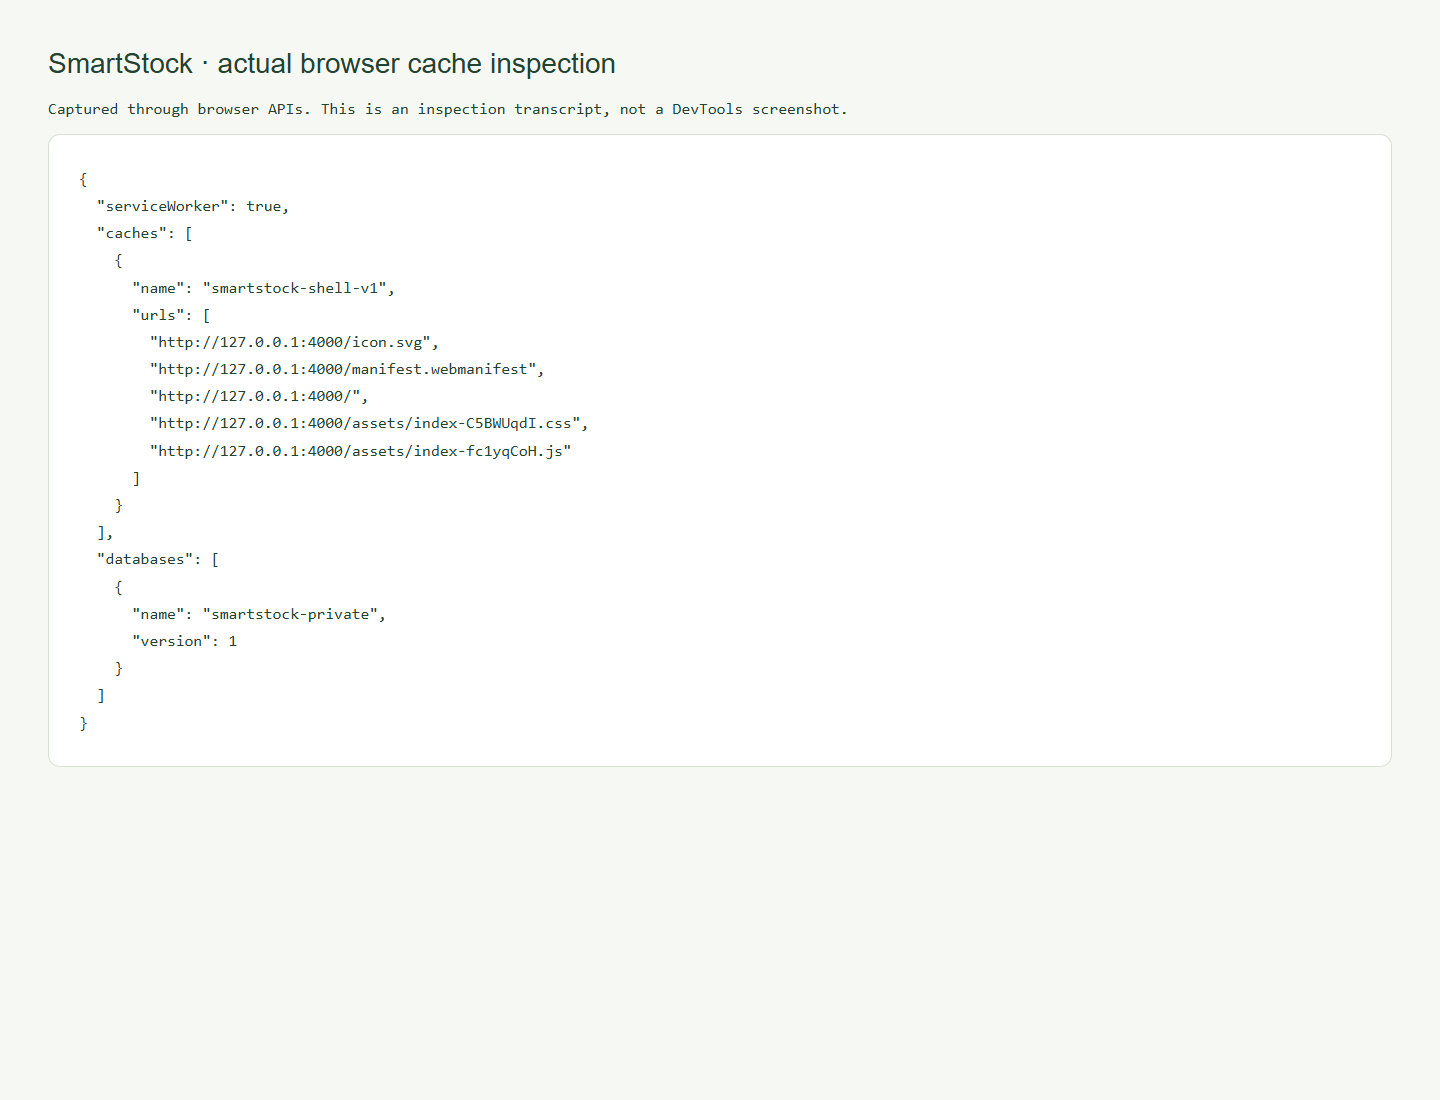 SmartStock · actual browser cache inspection
Captured through browser APIs. This is an inspection transcript, not a DevTools screenshot.
{
  "serviceWorker": true,
  "caches": [
    {
      "name": "smartstock-shell-v1",
      "urls": [
        "http://127.0.0.1:4000/icon.svg",
        "http://127.0.0.1:4000/manifest.webmanifest",
        "http://127.0.0.1:4000/",
        "http://127.0.0.1:4000/assets/index-C5BWUqdI.css",
        "http://127.0.0.1:4000/assets/index-fc1yqCoH.js"
      ]
    }
  ],
  "databases": [
    {
      "name": "smartstock-private",
      "version": 1
    }
  ]
}